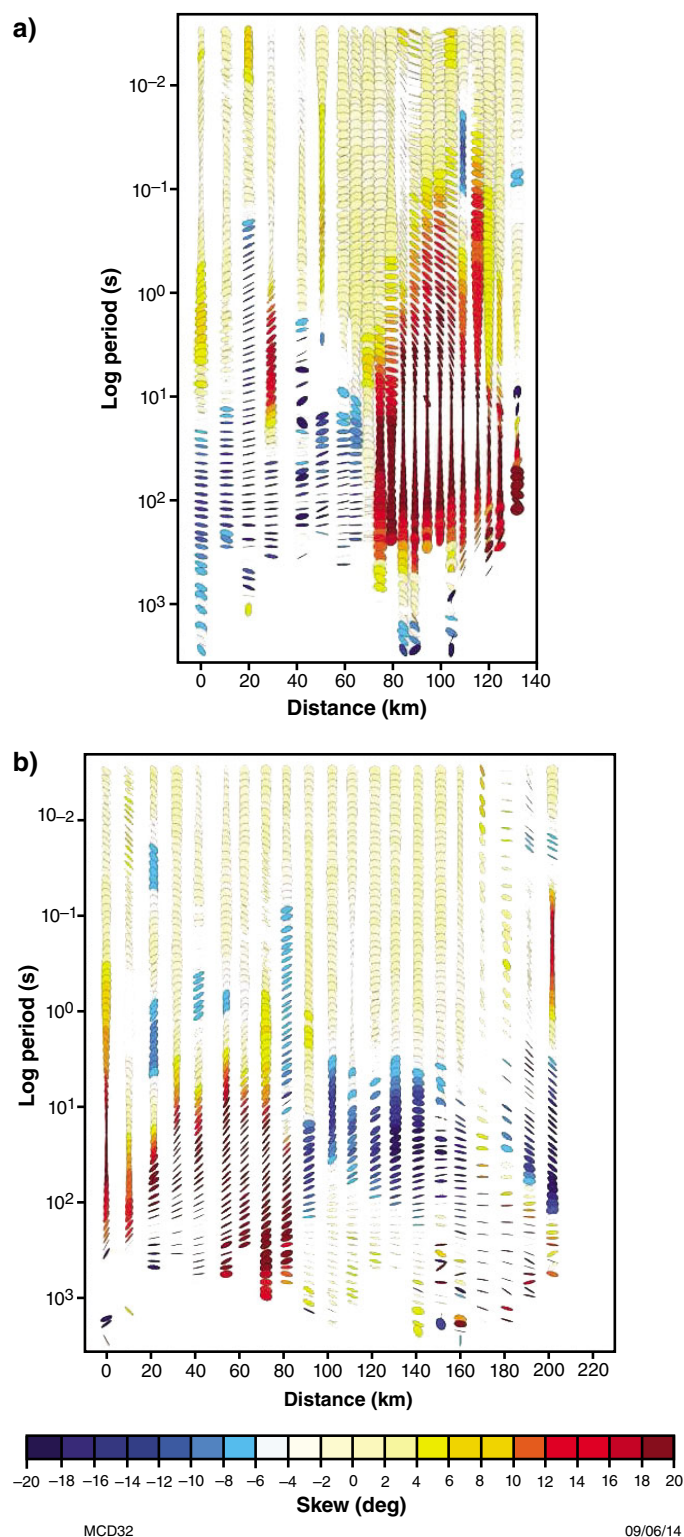 a)
10–2
10–1
100
101
102
103
Log period (s)
0 20 40 60 80 100 120 140
Distance (km)
b)
10–2
10–1
100
101
102
103
Log period (s)
0 20 40 60 80 100 120 140 160 180 200 220
Distance (km)
–20 –18 –16 –14 –12 –10 –8 –6 –4 –2 0 2 4 6 8 10 12 14 16 18 20
Skew (deg)
MCD32 09/06/14